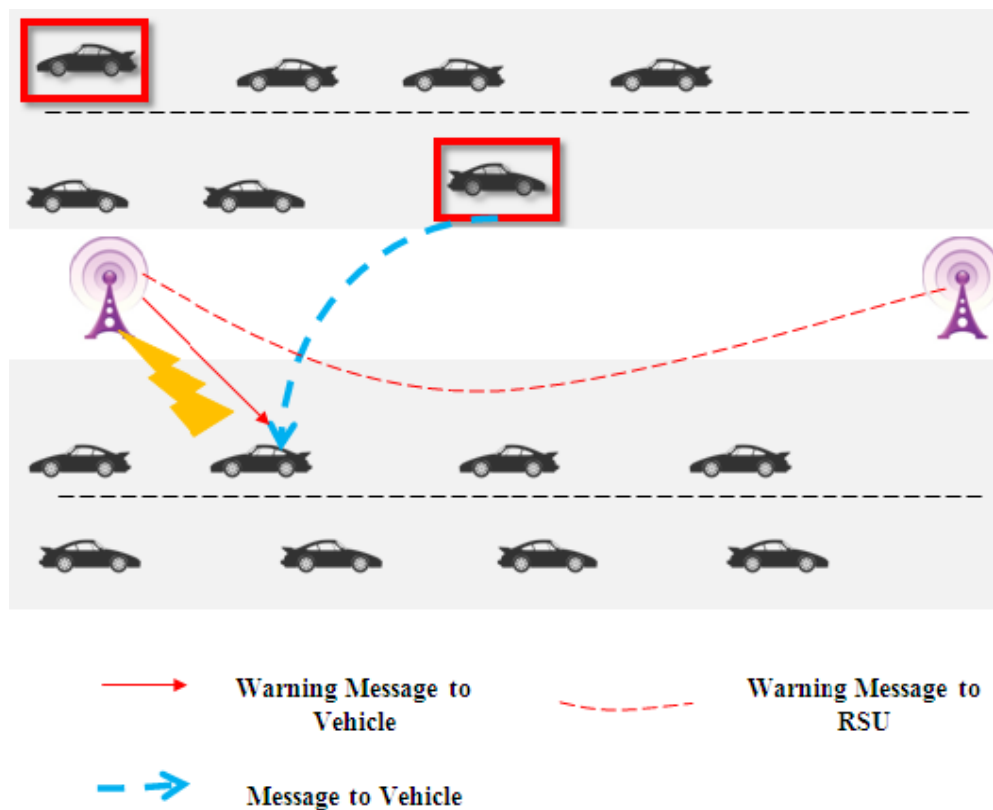 Warning Message to
Vehicle
Warning Message to
RSU
Message to Vehicle